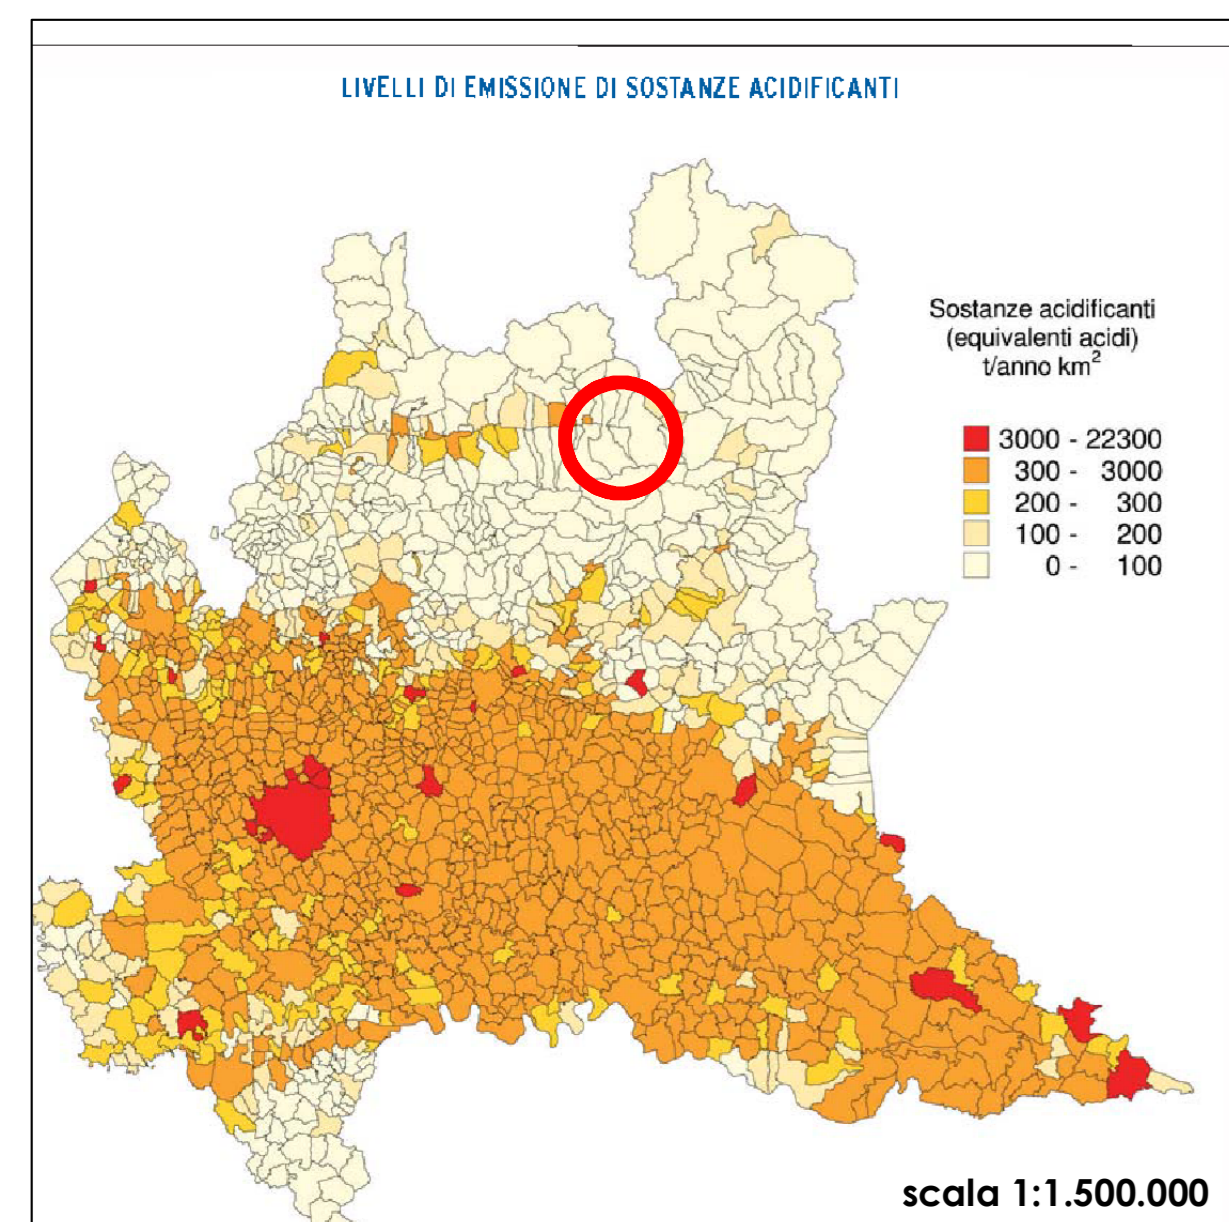 LIVELLI DI EMISSIONE DI SOSTANZE ACIDIFICANTI
Sostanze acidificanti
(equivalenti acidi)
t/anno km²
3000 - 22300
300 - 3000
200 - 300
100 - 200
0 - 100
scala 1:1.500.000